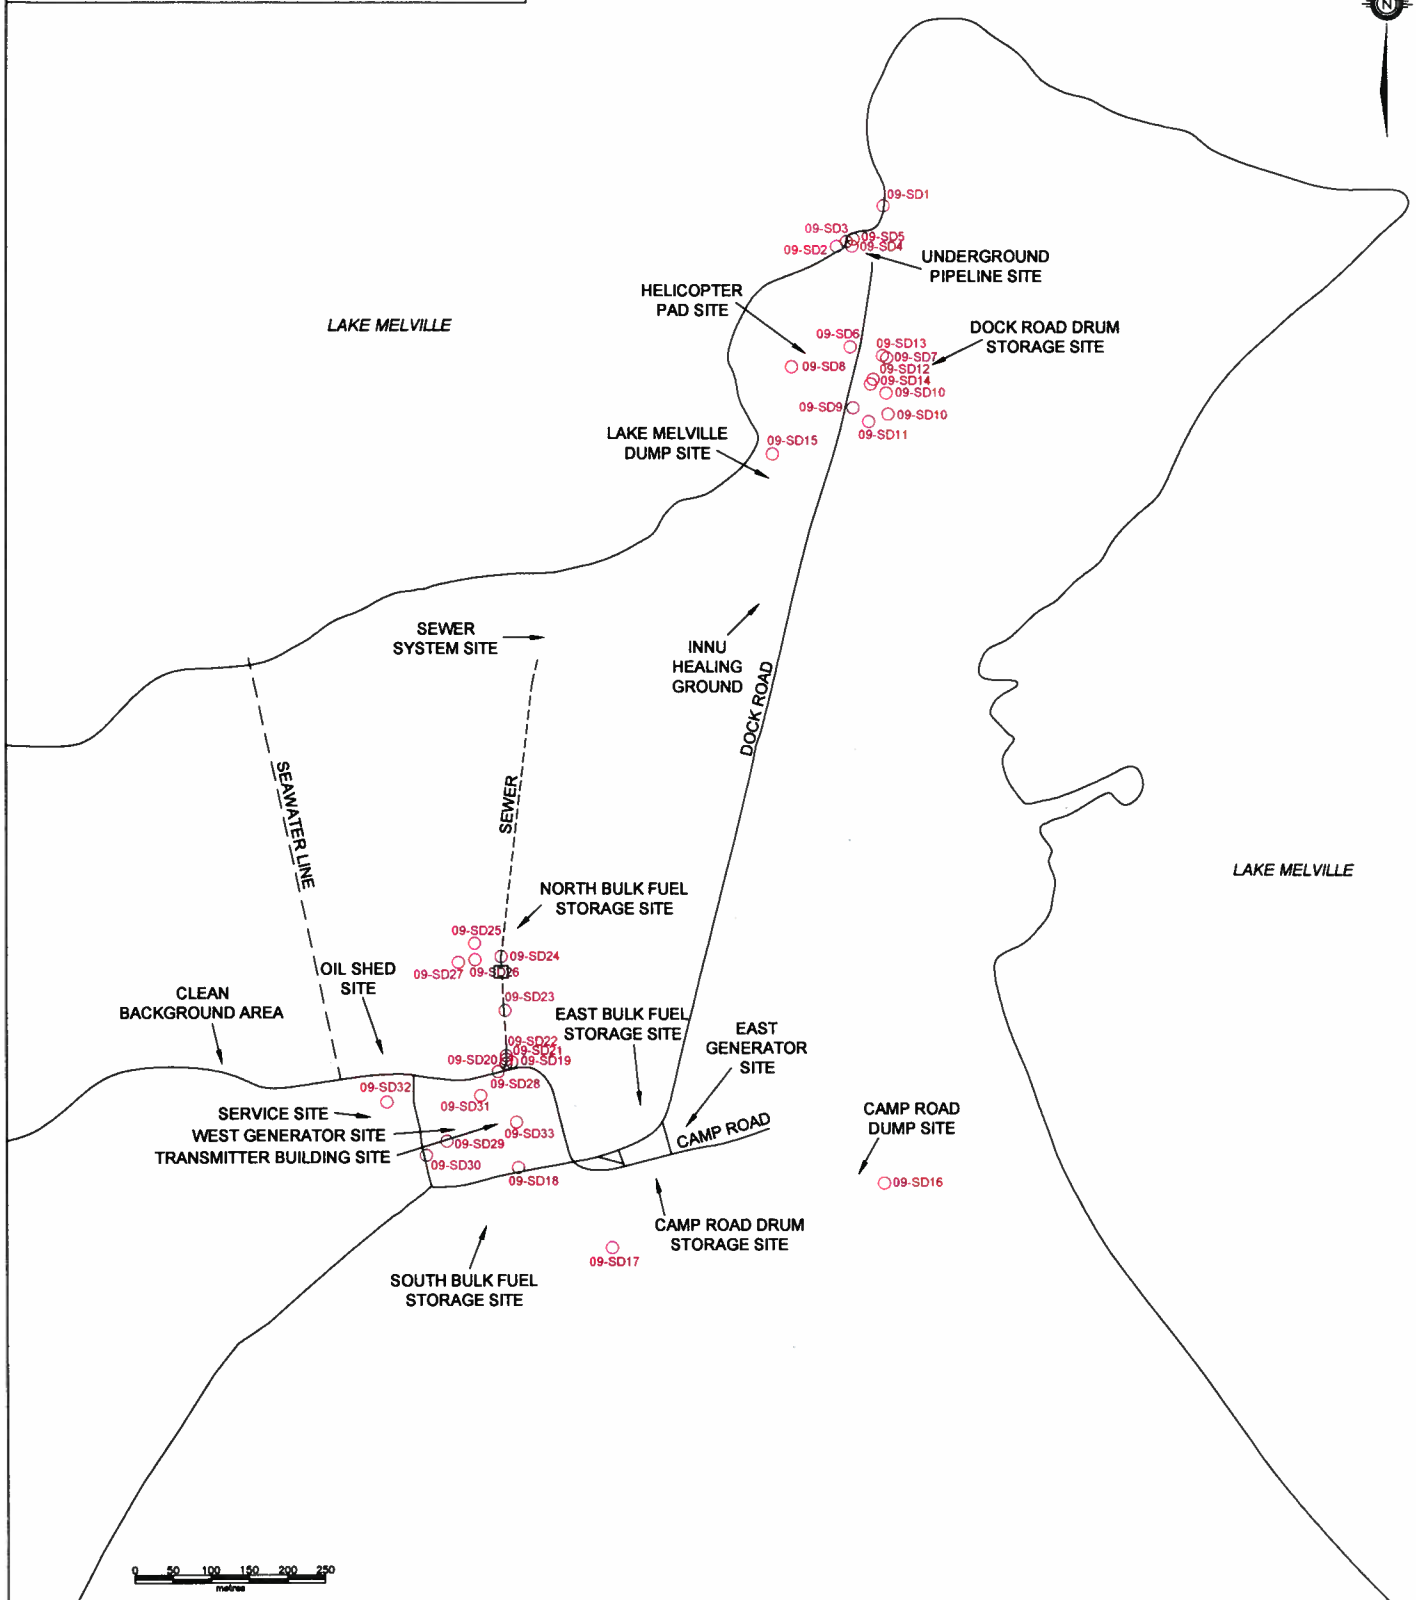 N
09-SD1
09-SD3
09-SD5
09-SD2
09-SD4
UNDERGROUND
PIPELINE SITE
HELICOPTER
PAD SITE
LAKE MELVILLE
DOCK ROAD DRUM
STORAGE SITE
09-SD6
09-SD13
09-SD7
09-SD8
09-SD12
09-SD14
09-SD10
09-SD9
09-SD10
09-SD11
LAKE MELVILLE
DUMP SITE
09-SD15
SEWER
SYSTEM SITE
INNU
HEALING
GROUND
DOCK ROAD
SEAWATER LINE
SEWER
LAKE MELVILLE
NORTH BULK FUEL
STORAGE SITE
09-SD25
09-SD24
09-SD27
09-SD26
OIL SHED
SITE
CLEAN
BACKGROUND AREA
09-SD23
EAST BULK FUEL
STORAGE SITE
EAST
GENERATOR
SITE
09-SD22
09-SD21
09-SD20
09-SD19
09-SD28
09-SD32
09-SD31
SERVICE SITE
WEST GENERATOR SITE
TRANSMITTER BUILDING SITE
09-SD33
09-SD29
09-SD30
09-SD18
CAMP ROAD
CAMP ROAD
DUMP SITE
09-SD16
CAMP ROAD DRUM
STORAGE SITE
09-SD17
SOUTH BULK FUEL
STORAGE SITE
0 50 100 150 200 250
metres